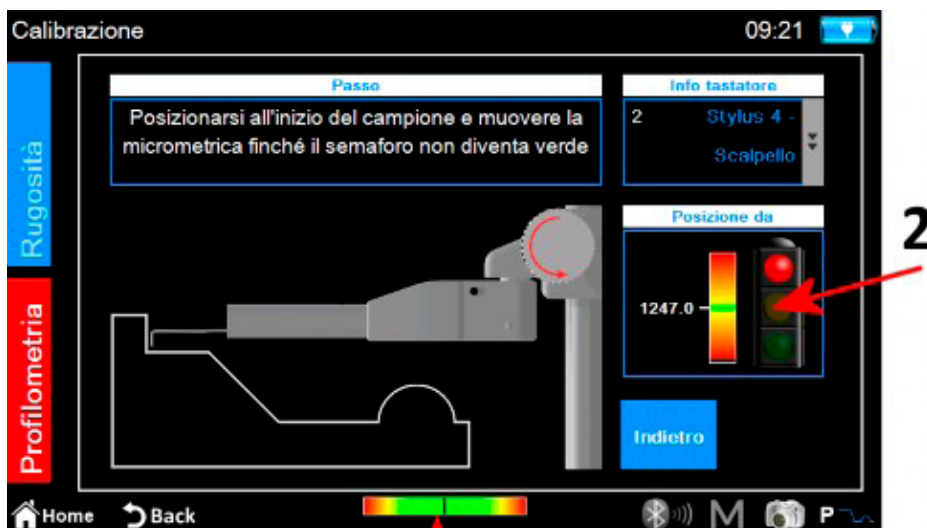 Calibrazione
09:21
Passo
Posizionarsi all'inizio del campione e muovere la
micrometrica finché il semaforo non diventa verde
Info tastatore
2 Stylus 4 -
Scalpello
Rugosità
Profilometria
Posizione da
1247.0
2
Indietro
Home
Back
M
P